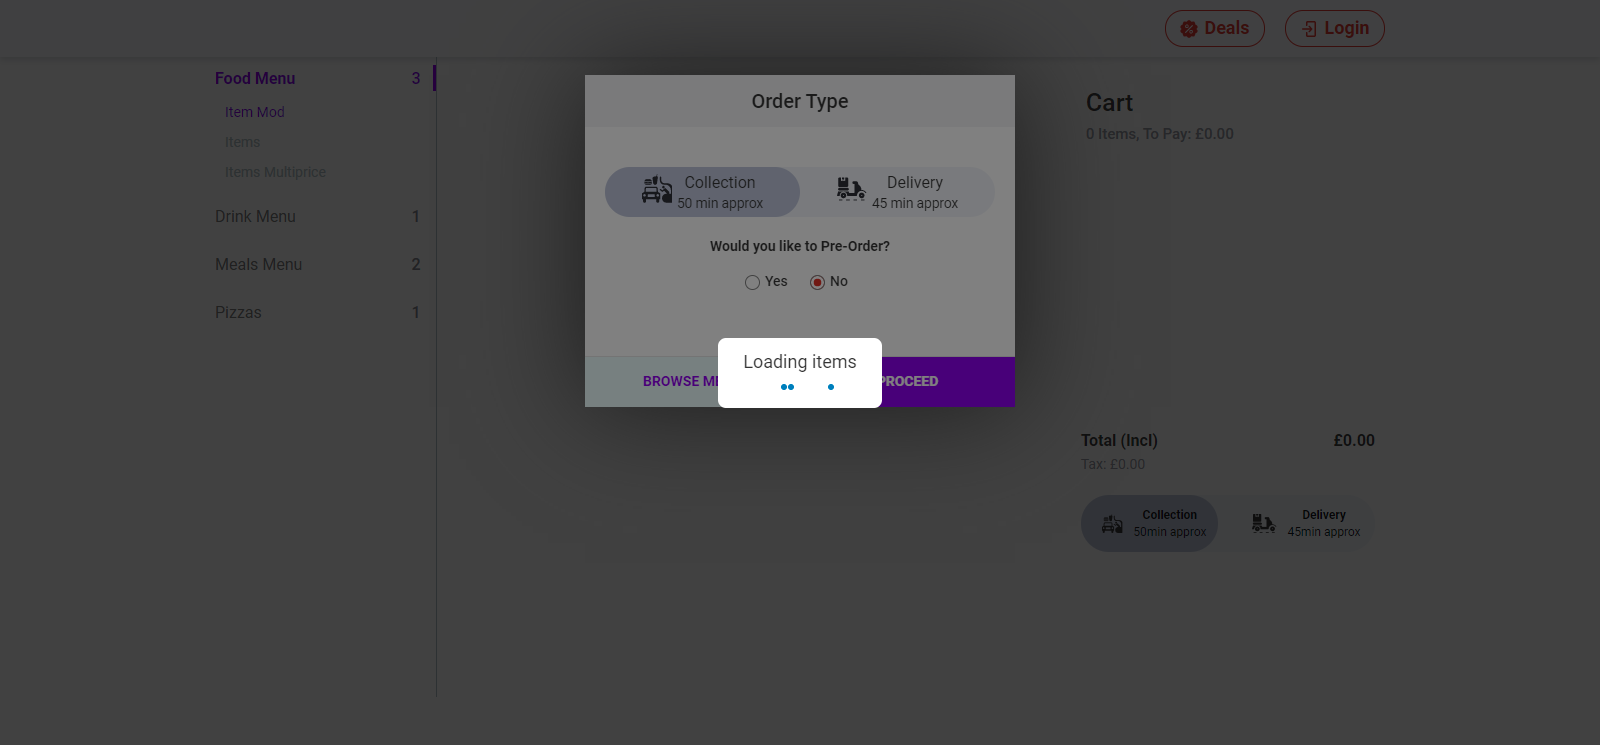 Deals
Login
Food Menu 3
Item Mod
Items
Items Multiprice
Drink Menu 1
Meals Menu 2
Pizzas 1
Order Type
Collection
50 min approx
Delivery
45 min approx
Would you like to Pre-Order?
Yes No
BROWSE
PROCEED
Loading items
Cart
0 Items, To Pay: £0.00
Total (Incl) £0.00
Tax: £0.00
Collection
50min approx
Delivery
45min approx